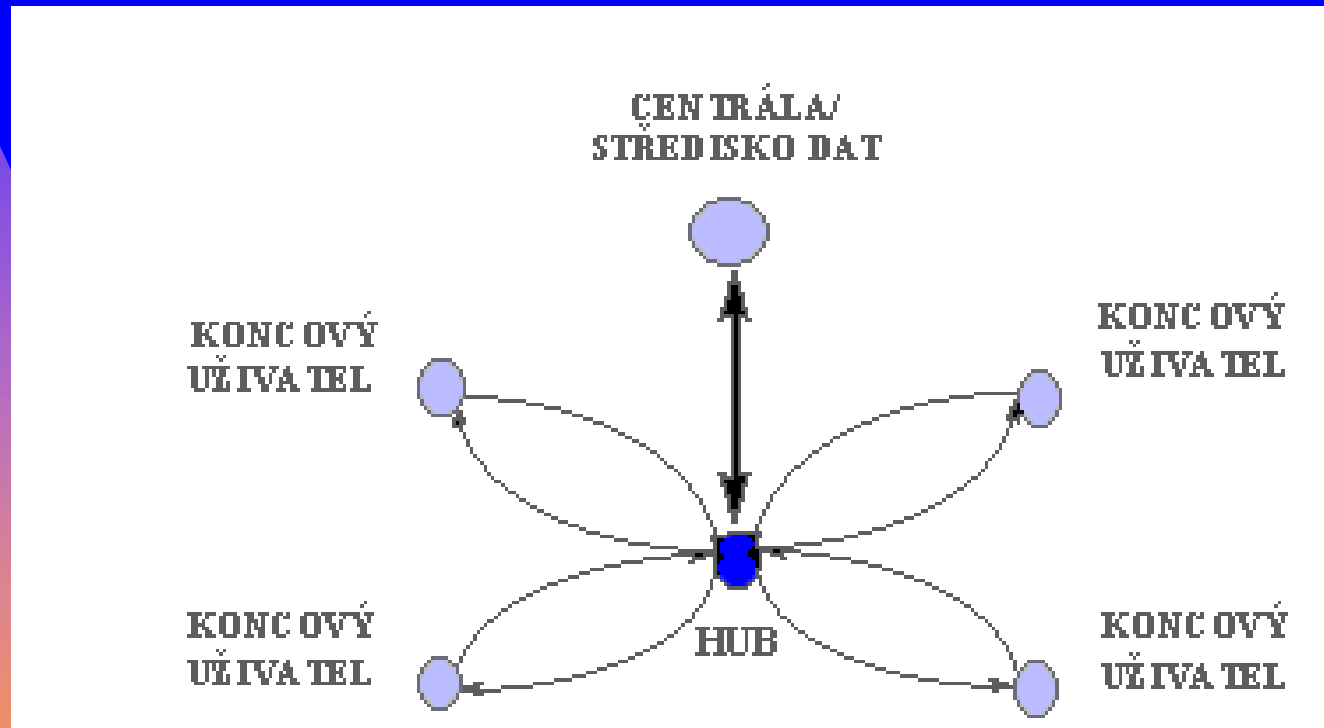 CENTRÁLA/
STŘEDISKO DAT
KONCOVÝ
UŽIVATEL
KONCOVÝ
UŽIVATEL
KONCOVÝ
UŽIVATEL
HUB
KONCOVÝ
UŽIVATEL